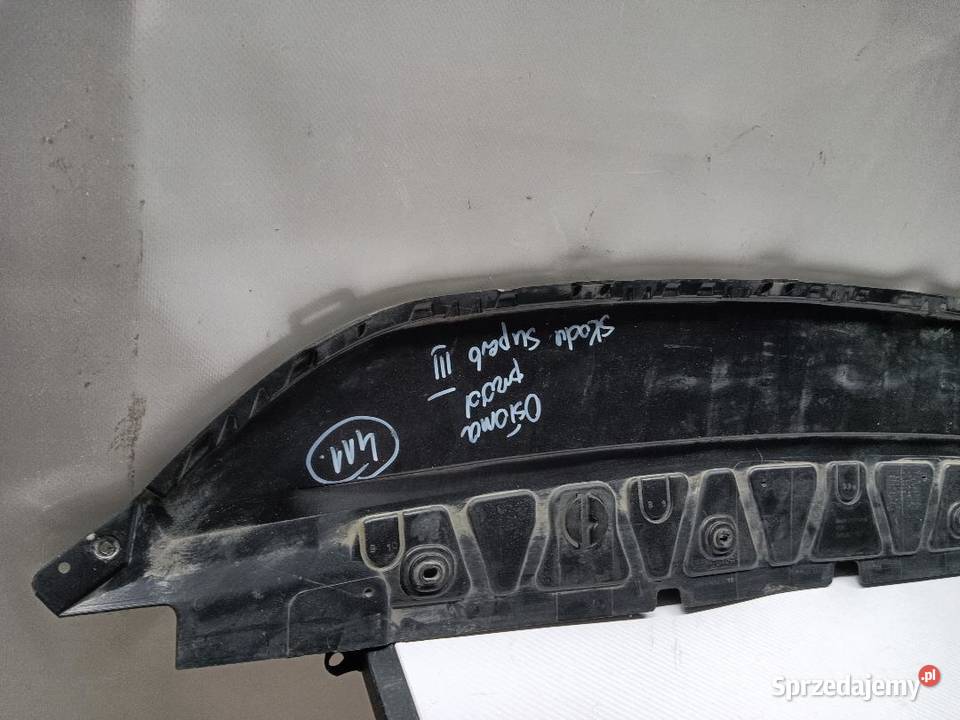 Osłona
przód
Skoda Superb III
411.
Sprzedajemy.pl